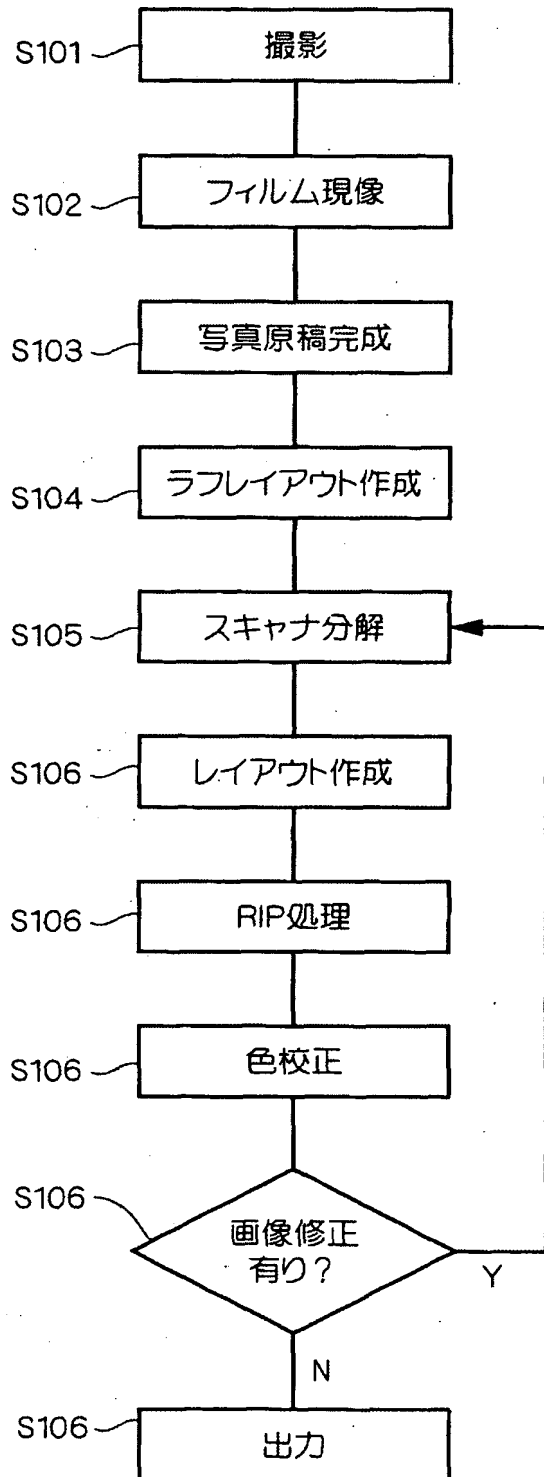 S101
撮影
S102
フィルム現像
S103
写真原稿完成
S104
ラフレイアウト作成
S105
スキャナ分解
S106
レイアウト作成
S106
RIP処理
S106
色校正
S106
画像修正
有り?
Y
N
S106
出力